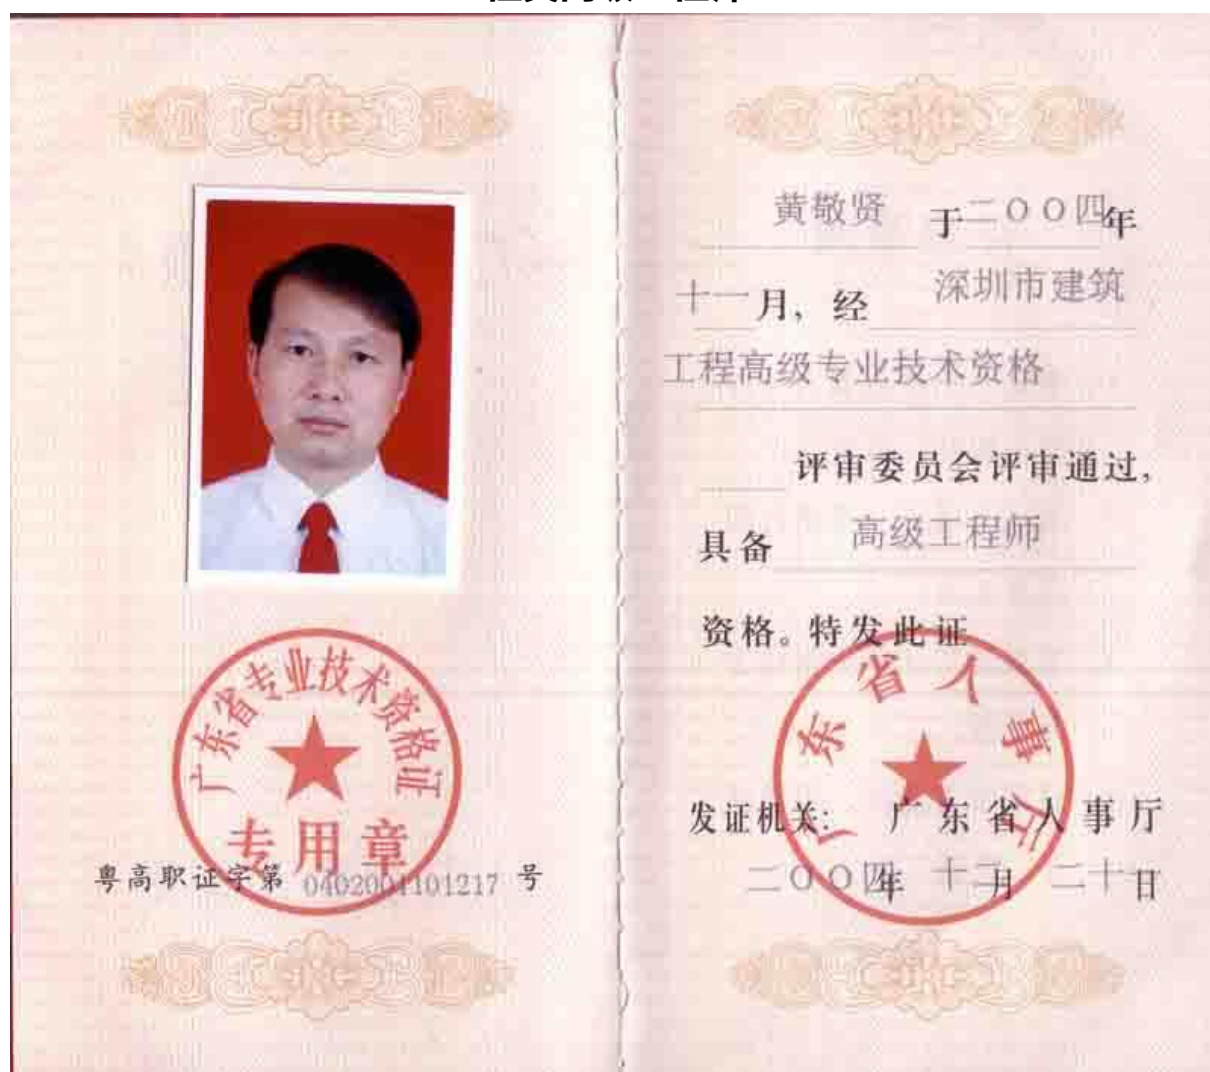 广东省专业技术资格证
专用章
粤高职证字第 0402004101217 号
黄敬贤 于二〇〇四年
十一月，经 深圳市建筑
工程高级专业技术资格
评审委员会评审通过，
具备 高级工程师
资格。特发此证
广东省人事厅
发证机关： 广东省人事厅
二〇〇四年 十二月 二十日